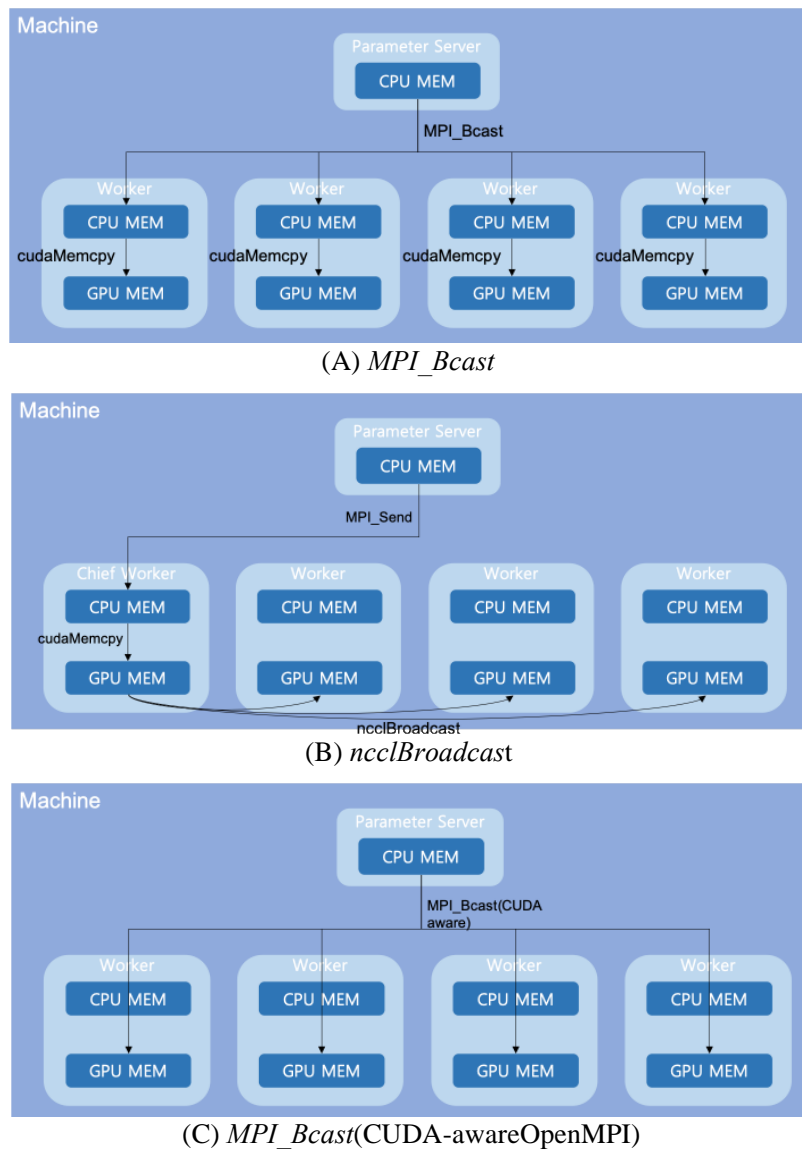 Machine
Parameter Server
CPU MEM
MPI_Bcast
Worker Worker Worker Worker
CPU MEM CPU MEM CPU MEM CPU MEM
cudaMemcpy cudaMemcpy cudaMemcpy cudaMemcpy
GPU MEM GPU MEM GPU MEM GPU MEM
(A) MPI_Bcast
Machine
Parameter Server
CPU MEM
MPI_Send
Chief Worker Worker Worker Worker
CPU MEM CPU MEM CPU MEM CPU MEM
cudaMemcpy
GPU MEM GPU MEM GPU MEM GPU MEM
ncclBroadcast
(B) ncclBroadcast
Machine
Parameter Server
CPU MEM
MPI_Bcast(CUDA
aware)
Worker Worker Worker Worker
CPU MEM CPU MEM CPU MEM CPU MEM
GPU MEM GPU MEM GPU MEM GPU MEM
(C) MPI_Bcast(CUDA-awareOpenMPI)